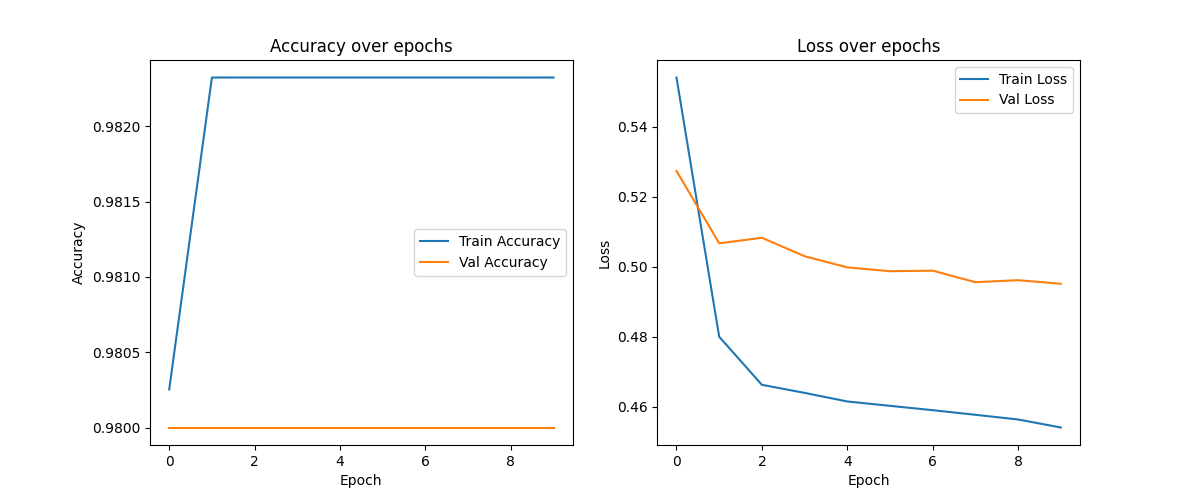 Accuracy over epochs
0.9820
0.9815
0.9810
0.9805
0.9800
Accuracy
Train Accuracy
Val Accuracy
0 2 4 6 8
Epoch
Loss over epochs
0.54
0.52
0.50
0.48
0.46
Loss
Train Loss
Val Loss
0 2 4 6 8
Epoch